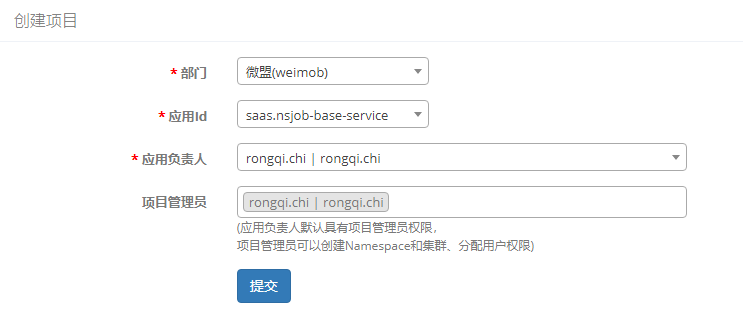 创建项目
* 部门 微盟(weimob)
* 应用Id saas.nsjob-base-service
* 应用负责人 rongqi.chi | rongqi.chi
项目管理员 rongqi.chi | rongqi.chi
(应用负责人默认具有项目管理员权限，
项目管理员可以创建Namespace和集群、分配用户权限)
提交